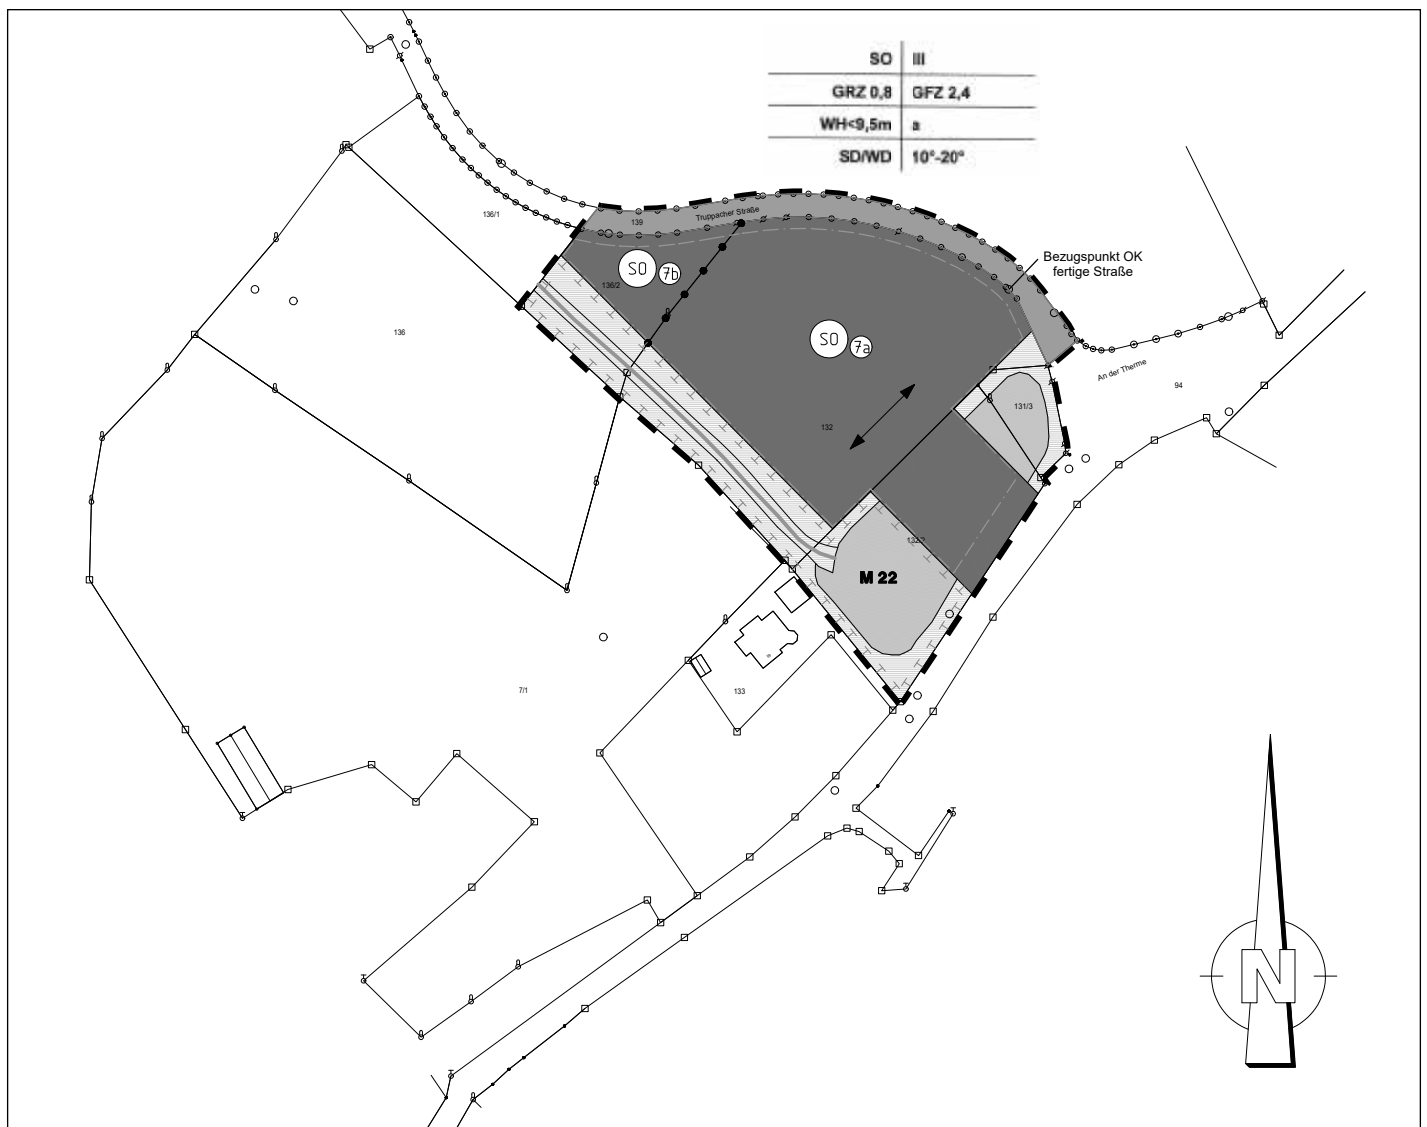 SO III
GRZ 0,8 GFZ 2,4
WH<9,5m a
SD/WD 10°-20°
136/1
139
Truppacher Straße
Bezugspunkt OK
fertige Straße
SO 7b
136/2
136
SO 7a
An der Therme
94
131/3
132
132/2
M 22
7/1
133
N